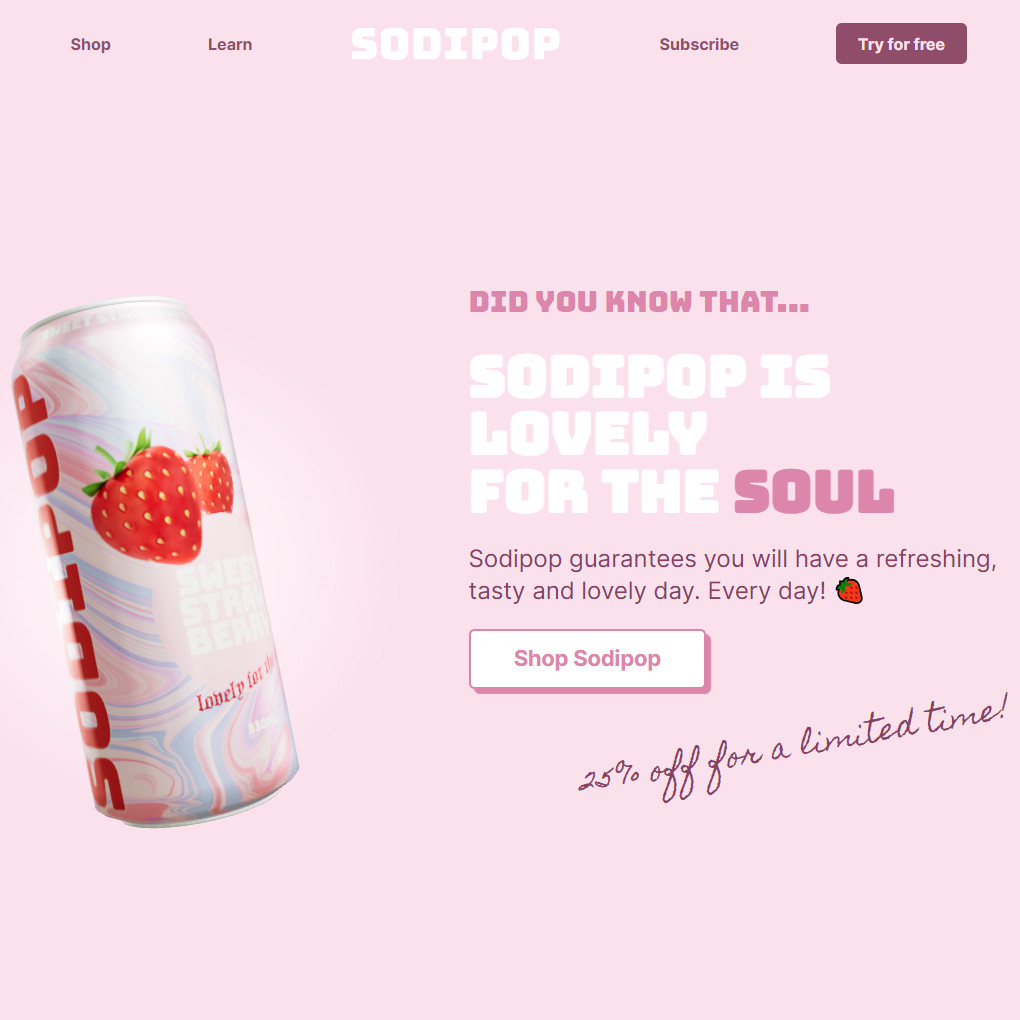 Shop Learn SODIPOP Subscribe Try for free
DID YOU KNOW THAT...
SODIPOP IS
LOVELY
FOR THE SOUL
Sodipop guarantees you will have a refreshing,
tasty and lovely day. Every day! 🍓
Shop Sodipop
25% off for a limited time!
SODIPOP
SWEET
lovely for the